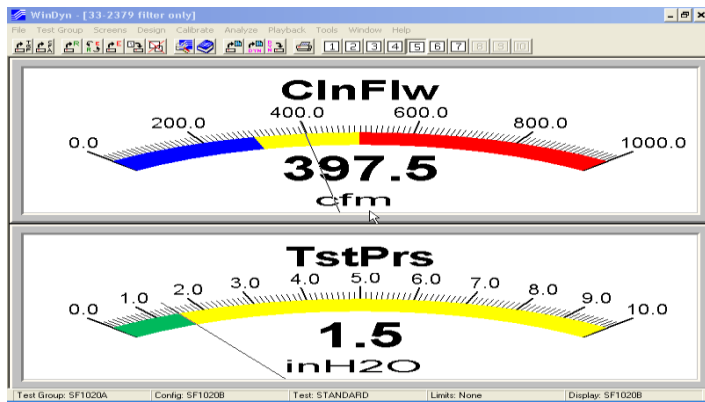 WinDyn - [33-2379 fitter only]
File Test Group Screens Design Calibrate Analyze Playback Tools Window Help
1 2 3 4 5 6 7 8 9 10
ClnFlw
0.0 200.0 400.0 600.0 800.0 1000.0
397.5
cfm
TstPrs
0.0 1.0 2.0 3.0 4.0 5.0 6.0 7.0 8.0 9.0 10.0
1.5
inH2O
Test Group: SF1020A Config: SF1020B Test: STANDARD Limits: None Display: SF1020B